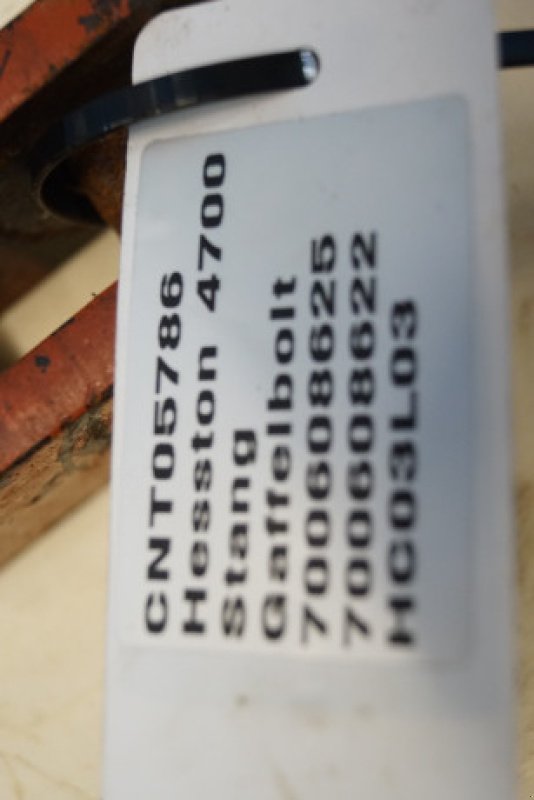 CNT05786
Hesston 4700
Stang
Gaffelbolt
700608625
700608622
HC03L03